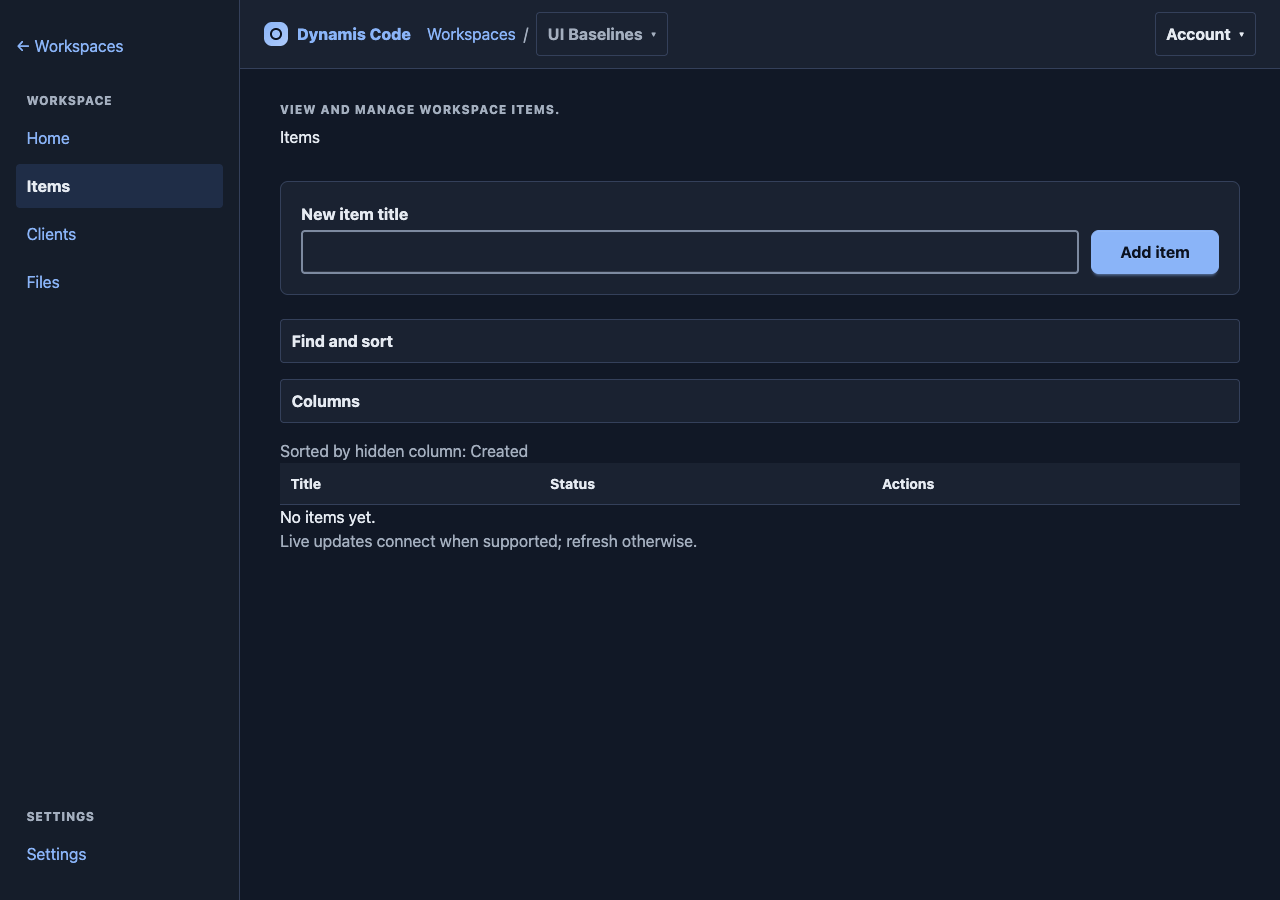 ← Workspaces
WORKSPACE
Home
Items
Clients
Files
SETTINGS
Settings
Dynamis Code Workspaces / UI Baselines ▾
Account ▾
VIEW AND MANAGE WORKSPACE ITEMS.
Items
New item title
Add item
Find and sort
Columns
Sorted by hidden column: Created
Title Status Actions
No items yet.
Live updates connect when supported; refresh otherwise.